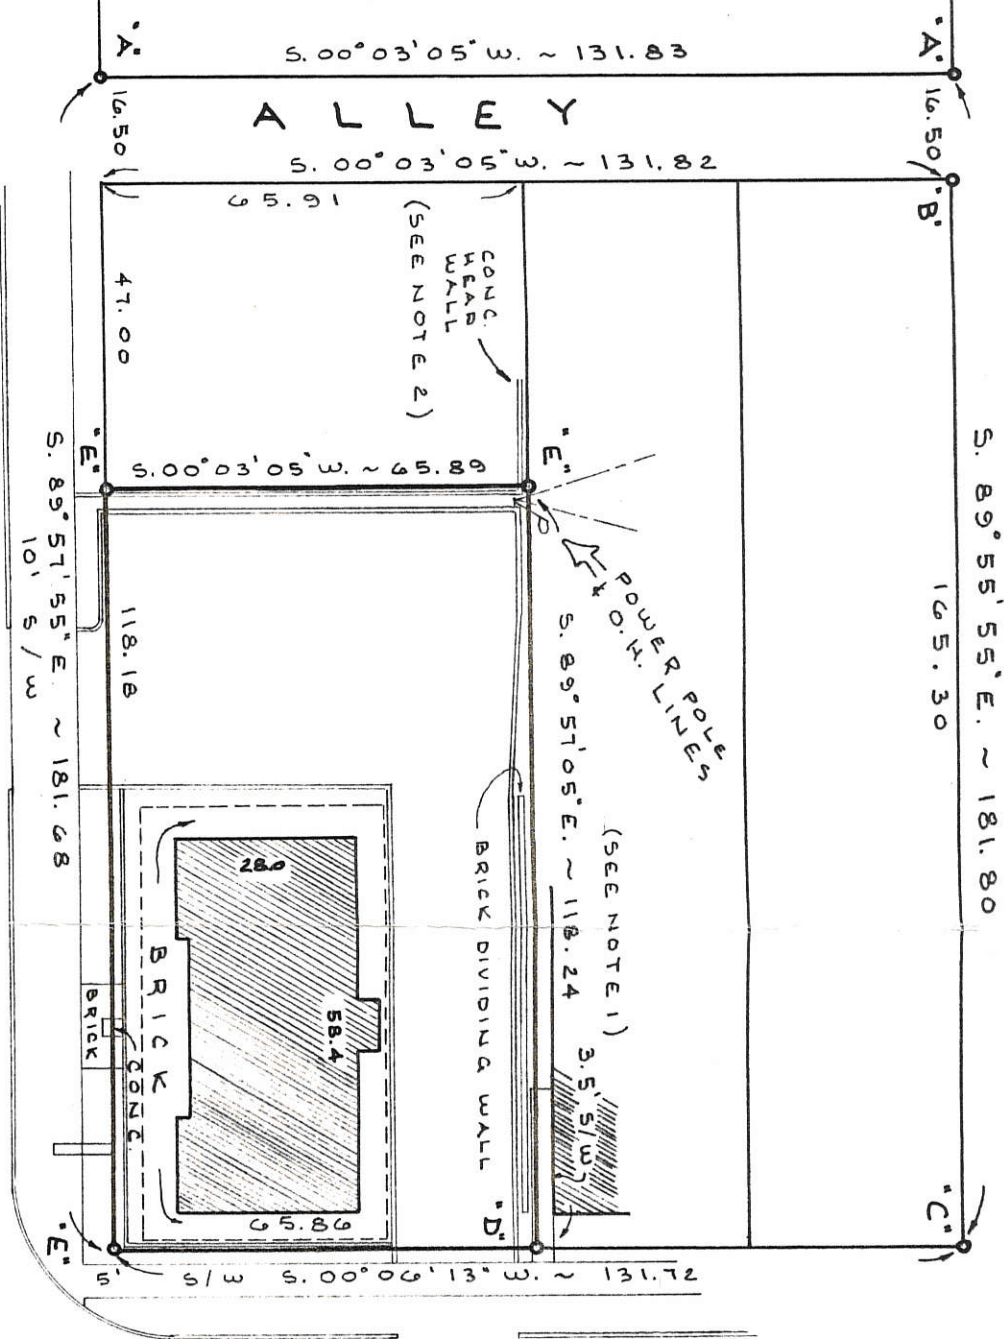 "A"
S. 00° 03' 05" W. ~ 131.83
"A"
16.50
A L L E Y
16.50
S. 00° 03' 05" W. ~ 131.82
"B"
65.91
(SEE NOTE 2)
CONC.
HEAD
WALL
47.00
"E"
S. 00° 03' 05" W. ~ 65.89
"E"
POWER POLE
& O.H. LINES
S. 89° 55' 55" E. ~ 181.80
165.30
S. 89° 57' 55" E. ~ 181.68
10' S/W
118.18
S. 89° 57' 05" E. ~ 118.24
(SEE NOTE 1)
3.5' S/W
BRICK DIVIDING WALL
28.0
58.4
BRICK
BRICK
CONC.
65.86
"D"
"C"
"E"
5' S/W
S. 00° 06' 13" W. ~ 131.72